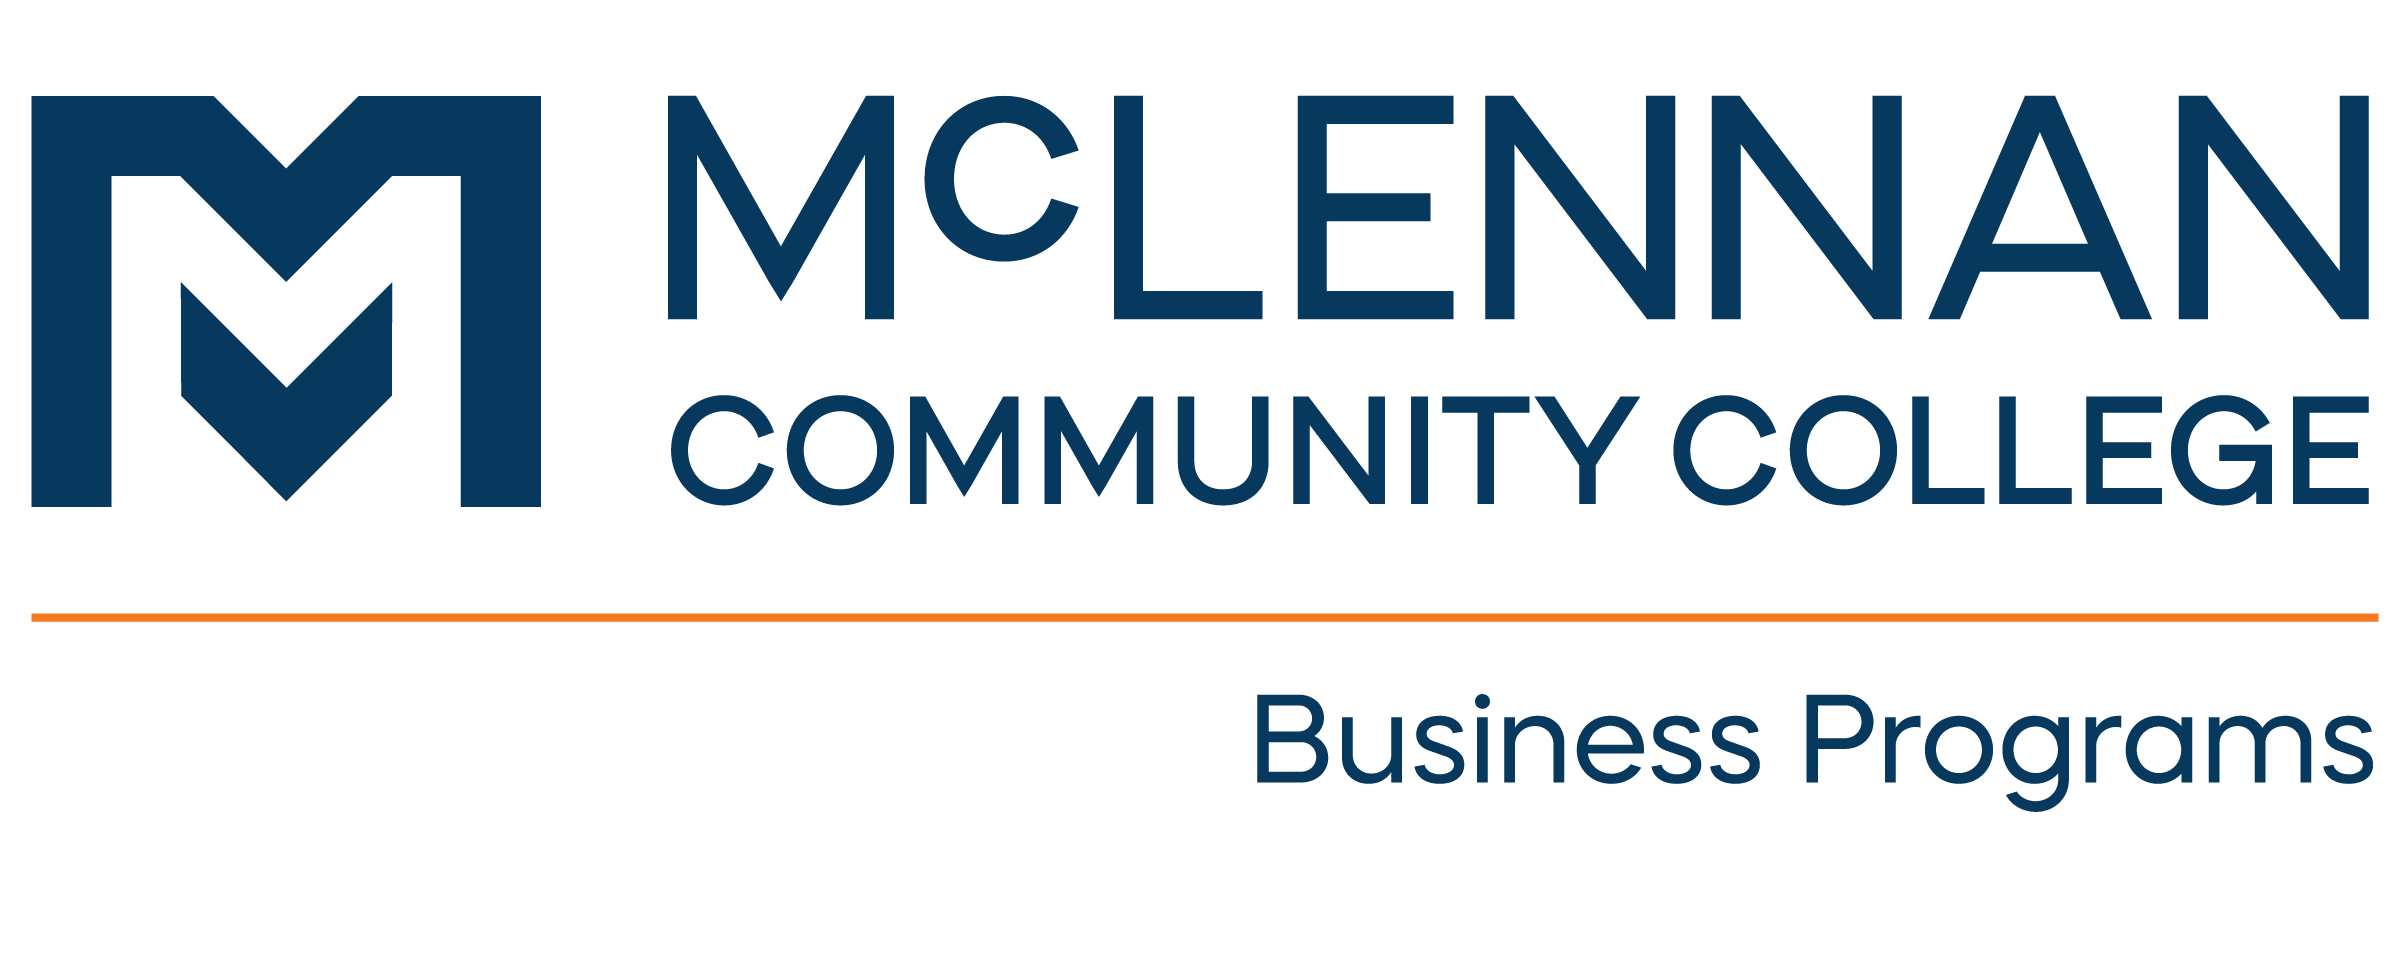 McLENNAN
COMMUNITY COLLEGE
Business Programs